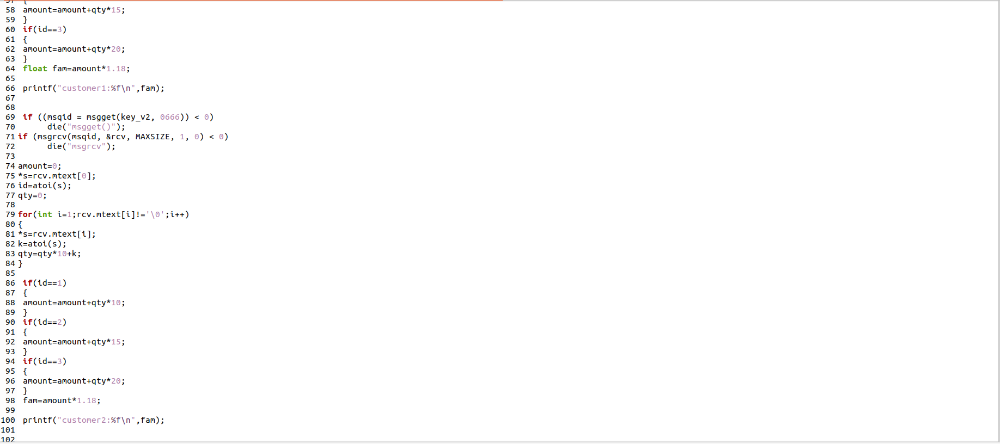 57 {
58 amount=amount+qty*15;
59 }
60 if(id==3)
61 {
62 amount=amount+qty*20;
63 }
64 float fam=amount*1.18;
65
66 printf("customer1:%f\n",fam);
67
68
69 if ((msqid = msgget(key_v2, 0666)) < 0)
70 die("msgget()");
71 if (msgrcv(msqid, &rcv, MAXSIZE, 1, 0) < 0)
72 die("msgrcv");
73
74 amount=0;
75 *s=rcv.mtext[0];
76 id=atoi(s);
77 qty=0;
78
79 for(int i=1;rcv.mtext[i]!='\0';i++)
80 {
81 *s=rcv.mtext[i];
82 k=atoi(s);
83 qty=qty*10+k;
84 }
85
86 if(id==1)
87 {
88 amount=amount+qty*10;
89 }
90 if(id==2)
91 {
92 amount=amount+qty*15;
93 }
94 if(id==3)
95 {
96 amount=amount+qty*20;
97 }
98 fam=amount*1.18;
99
100 printf("customer2:%f\n",fam);
101
102